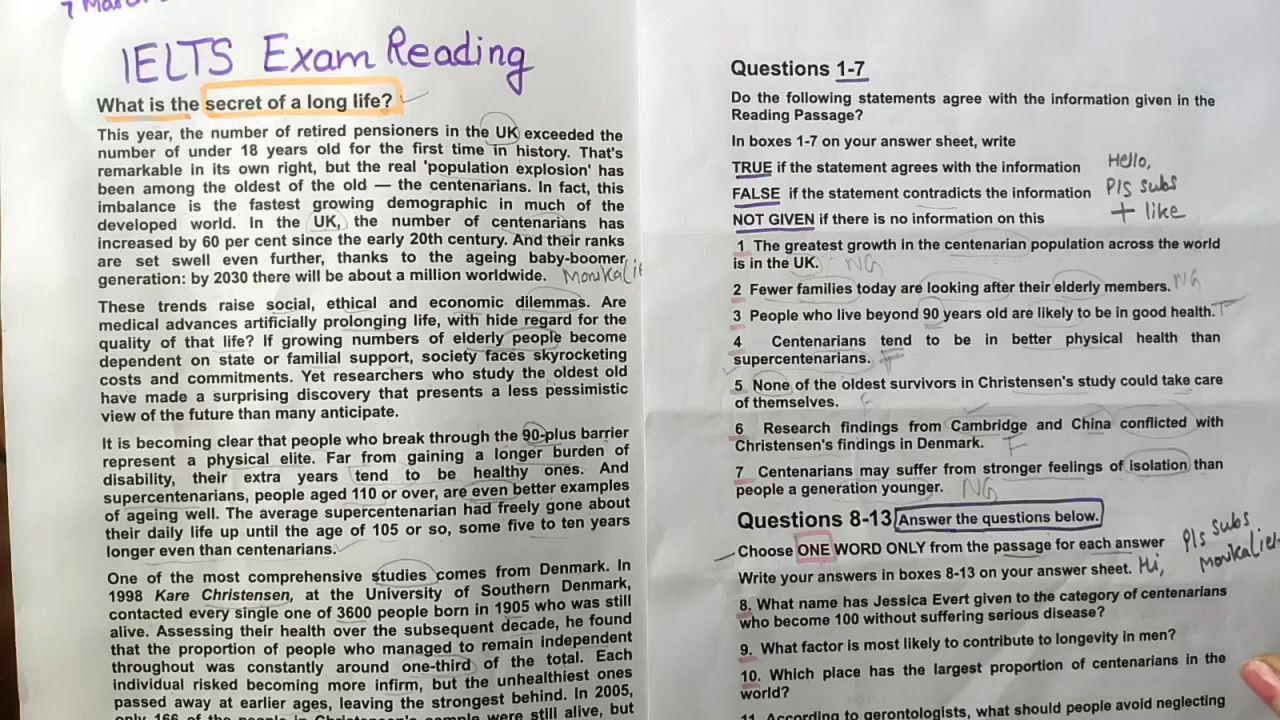 7 March
IELTS Exam Reading
What is the secret of a long life?
This year, the number of retired pensioners in the UK exceeded the
number of under 18 years old for the first time in history. That's
remarkable in its own right, but the real 'population explosion' has
been among the oldest of the old — the centenarians. In fact, this
imbalance is the fastest growing demographic in much of the
developed world. In the UK, the number of centenarians has
increased by 60 per cent since the early 20th century. And their ranks
are set swell even further, thanks to the ageing baby-boomer
generation: by 2030 there will be about a million worldwide.
These trends raise social, ethical and economic dilemmas. Are
medical advances artificially prolonging life, with hide regard for the
quality of that life? If growing numbers of elderly people become
dependent on state or familial support, society faces skyrocketing
costs and commitments. Yet researchers who study the oldest old
have made a surprising discovery that presents a less pessimistic
view of the future than many anticipate.
It is becoming clear that people who break through the 90-plus barrier
represent a physical elite. Far from gaining a longer burden of
disability, their extra years tend to be healthy ones. And
supercentenarians, people aged 110 or over, are even better examples
of ageing well. The average supercentenarian had freely gone about
their daily life up until the age of 105 or so, some five to ten years
longer even than centenarians.
One of the most comprehensive studies comes from Denmark. In
1998 Kare Christensen, at the University of Southern Denmark,
contacted every single one of 3600 people born in 1905 who was still
alive. Assessing their health over the subsequent decade, he found
that the proportion of people who managed to remain independent
throughout was constantly around one-third of the total. Each
individual risked becoming more infirm, but the unhealthiest ones
passed away at earlier ages, leaving the strongest behind. In 2005,
only 166 of the people in Christensen's sample were still alive, but
Questions 1-7
Do the following statements agree with the information given in the
Reading Passage?
In boxes 1-7 on your answer sheet, write
TRUE if the statement agrees with the information
FALSE if the statement contradicts the information
NOT GIVEN if there is no information on this
Hello,
Pls subs
+ like
1 The greatest growth in the centenarian population across the world
is in the UK. NG
2 Fewer families today are looking after their elderly members. NG
3 People who live beyond 90 years old are likely to be in good health. T
4 Centenarians tend to be in better physical health than
supercentenarians. F
5 None of the oldest survivors in Christensen's study could take care
of themselves. F
6 Research findings from Cambridge and China conflicted with
Christensen's findings in Denmark. F
7 Centenarians may suffer from stronger feelings of isolation than
people a generation younger. NG
Questions 8-13 Answer the questions below.
Choose ONE WORD ONLY from the passage for each answer
Write your answers in boxes 8-13 on your answer sheet. Hi,
Pls subs
8. What name has Jessica Evert given to the category of centenarians
who become 100 without suffering serious disease?
9. What factor is most likely to contribute to longevity in men?
10. Which place has the largest proportion of centenarians in the
world?
11. According to gerontologists, what should people avoid neglecting